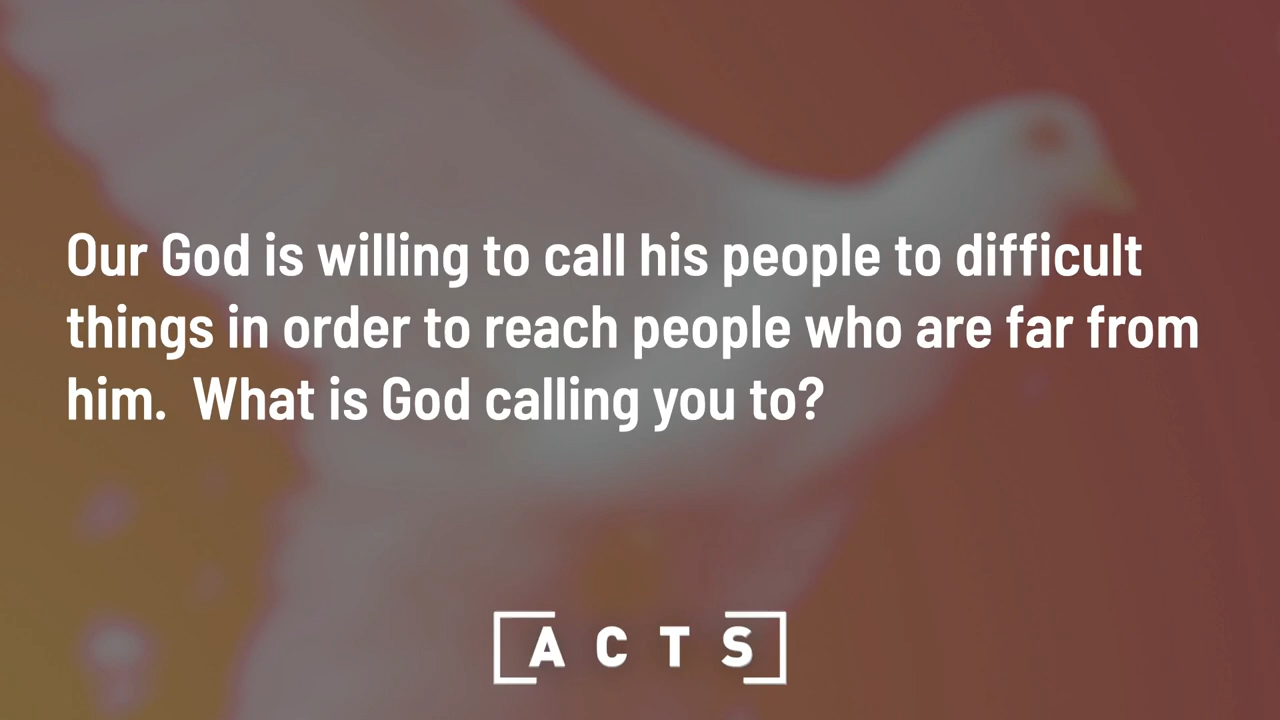 Our God is willing to call his people to difficult
things in order to reach people who are far from
him.  What is God calling you to?
ACTS